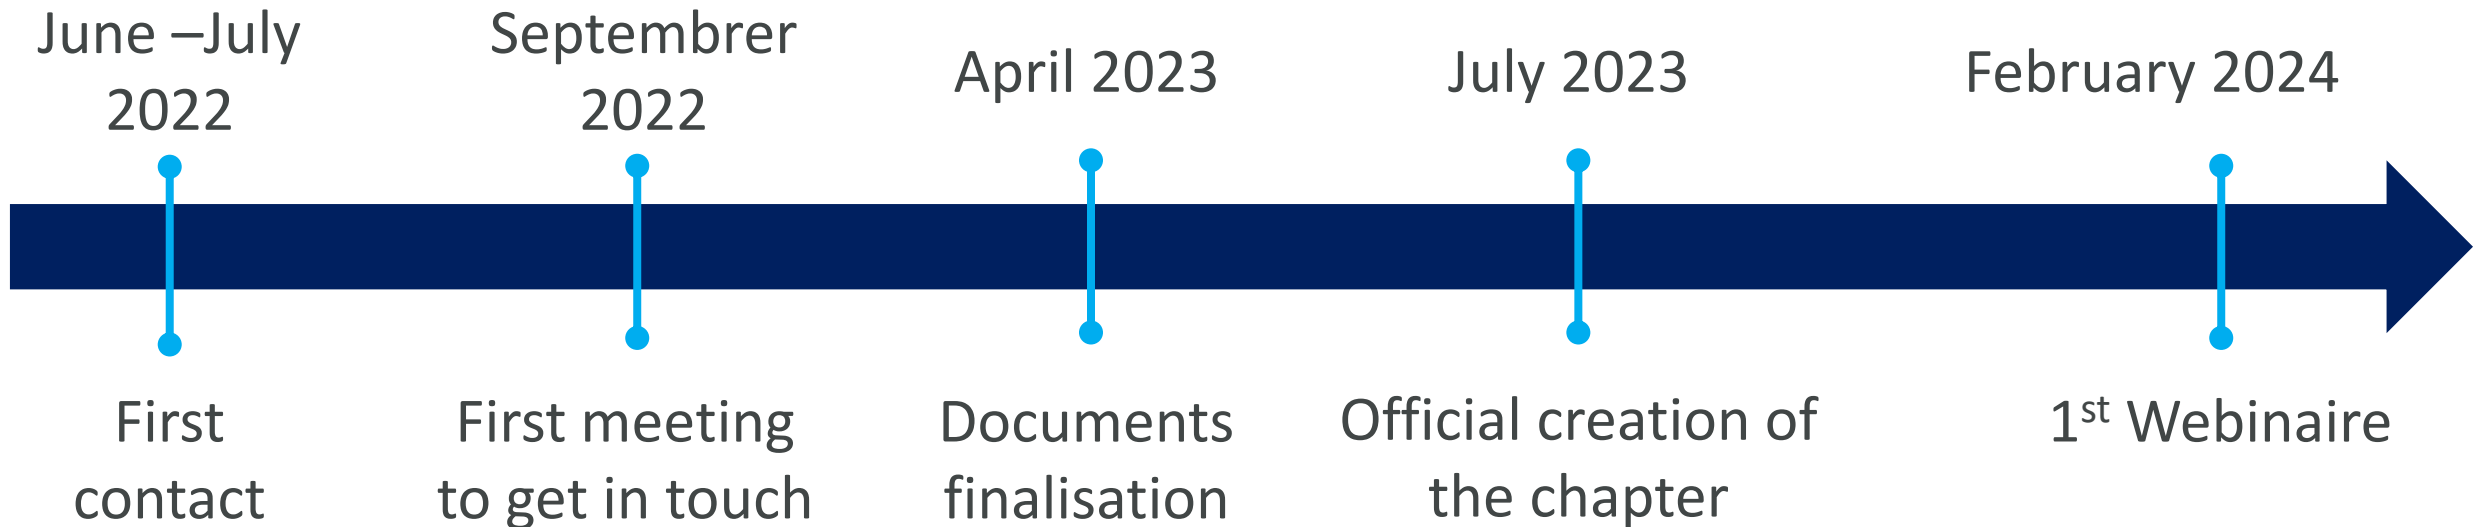 June –July
2022
Septembrer
2022
April 2023
July 2023
February 2024
First
contact
First meeting
to get in touch
Documents
finalisation
Official creation of
the chapter
1st Webinaire